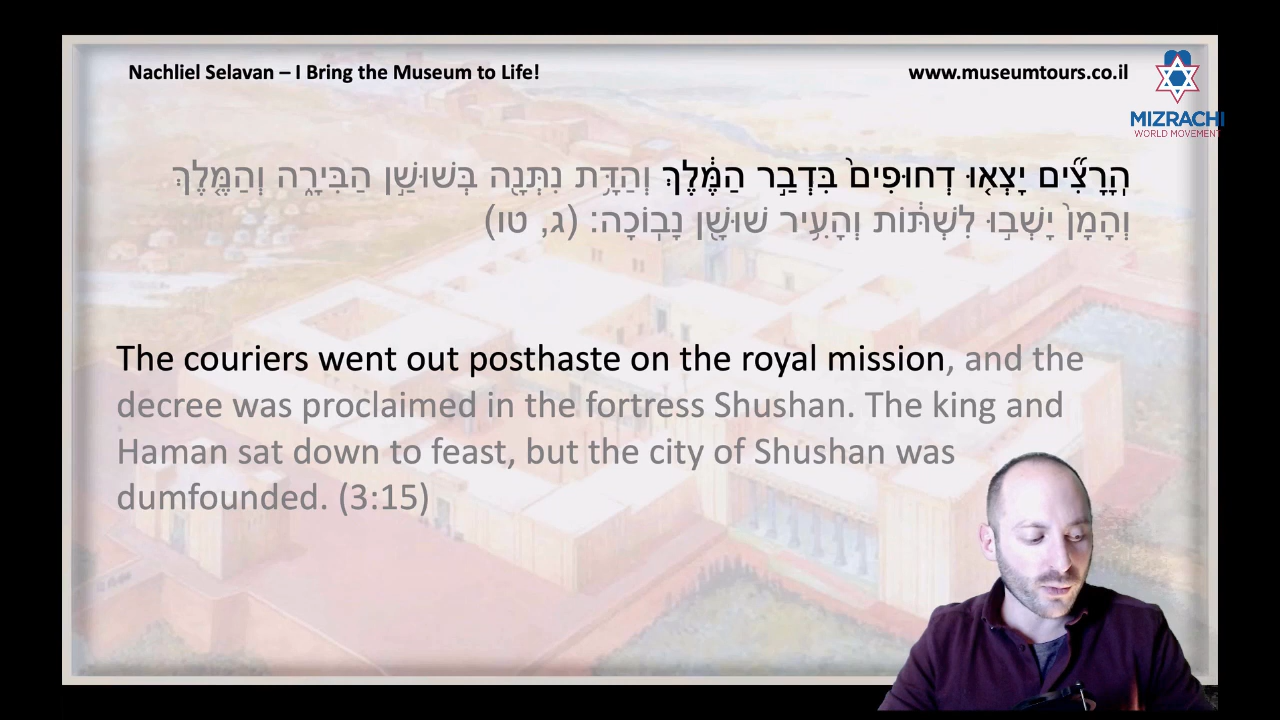 Nachliel Selavan – I Bring the Museum to Life!
www.museumtours.co.il
MIZRACHI
WORLD MOVEMENT
הָֽרָצִ֞ים יָצְא֤וּ דְחוּפִים֙ בִּדְבַ֣ר הַמֶּ֔לֶךְ וְהַדָּ֥ת נִתְּנָ֖ה בְּשׁוּשַׁ֣ן הַבִּירָ֑ה וְהַמֶּ֤לֶךְ
וְהָמָן֙ יָשְׁב֣וּ לִשְׁתּ֔וֹת וְהָעִ֥יר שׁוּשָׁ֖ן נָבֽוֹכָה׃ (ג, טו)
The couriers went out posthaste on the royal mission, and the
decree was proclaimed in the fortress Shushan. The king and
Haman sat down to feast, but the city of Shushan was
dumfounded. (3:15)